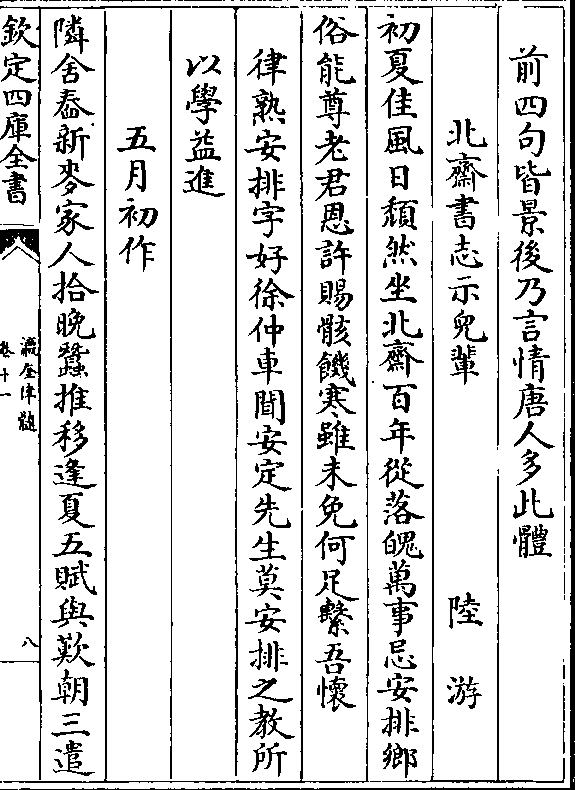 前四句皆景後乃言情唐人多此體
北齋書志示兒輩 陸游
初夏佳風日頽然坐北齋百年從落魄萬事忌安排鄉
俗能尊老君恩許賜骸饑寒雖未免何足繫吾懷
律熟安排字好徐仲車聞安定先生莫安排之教所
以學益進
五月初作
隣舍舂新麥家人拾晚蠶推移逢夏五賦與歎朝三遣
欽定四庫全書
瀛奎律髓
卷十一
八